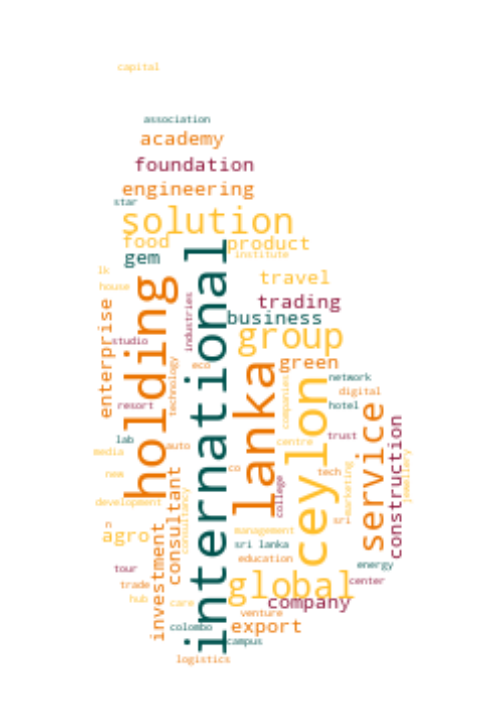 capital
association
academy
foundation
engineering
star
solution
food
product
gem
institute
lk
travel
house
holding
international
industries
trading
enterprise
business
studio
group
technology
eco
lanka
green
ceylon
companies
network
digital
resort
hotel
service
construction
lab
auto
centre
trust
media
jewellery
new
co
tech
marketing
consultant
consultancy
college
development
n
sri
agro
management
investment
sri lanka
education
tour
energy
trade
global
center
hub
care
company
venture
colombo
export
campus
logistics